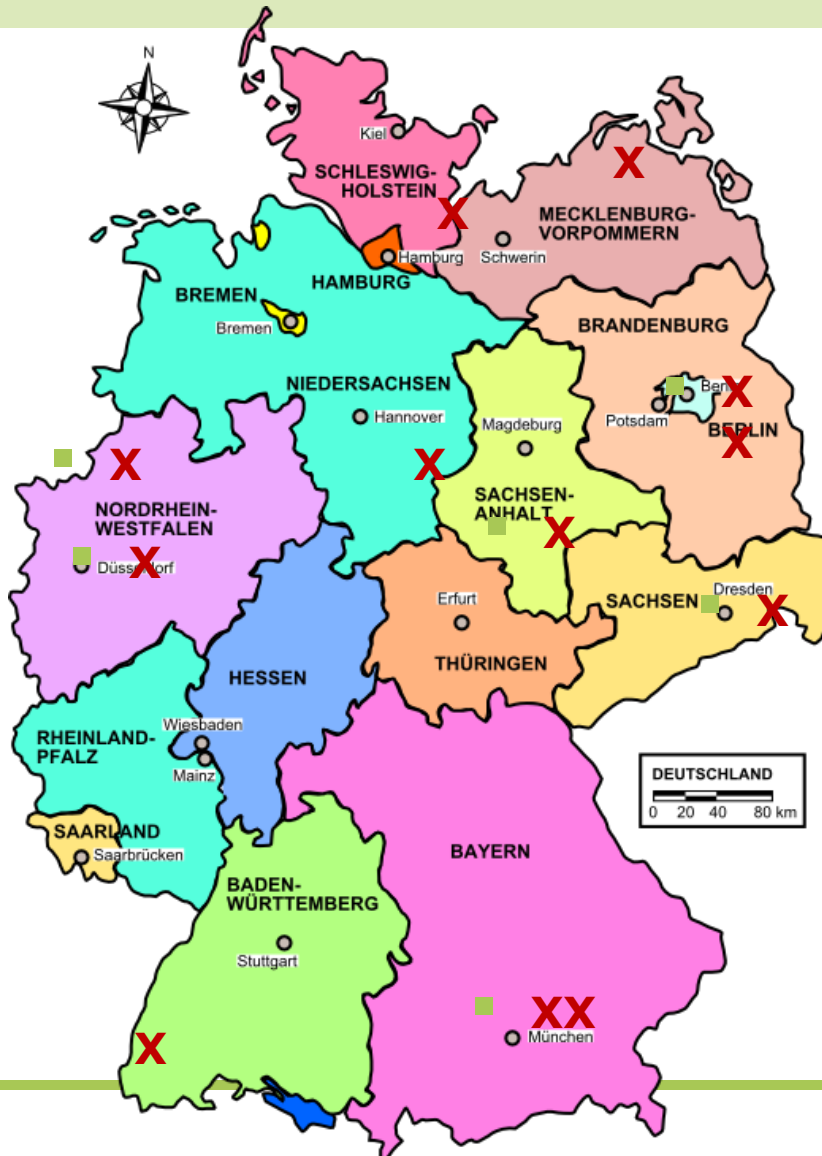 N
Kiel
SCHLESWIG-
HOLSTEIN
X
X
MECKLENBURG-
VORPOMMERN
Schwerin
Hamburg
HAMBURG
BREMEN
Bremen
BRANDENBURG
NIEDERSACHSEN
Hannover
Magdeburg
Potsdam
X
BERLIN
X
X
X
NORDRHEIN-
WESTFALEN
SACHSEN-
ANHALT
X
X
Erfurt
SACHSEN
Dresden
X
HESSEN
THÜRINGEN
Wiesbaden
RHEINLAND-
PFALZ
Mainz
DEUTSCHLAND
0 20 40 80 km
SAARLAND
Saarbrücken
BAYERN
BADEN-
WÜRTTEMBERG
Stuttgart
XX
München
X